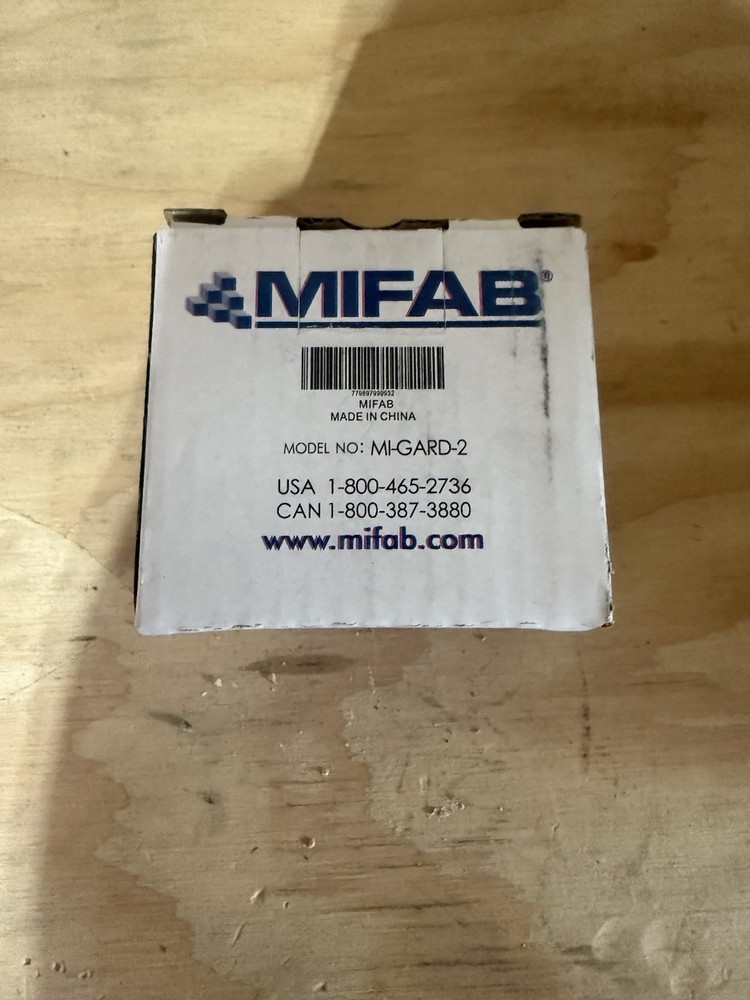 MIFAB®
MIFAB
MADE IN CHINA
MODEL NO: MI-GARD-2
USA 1-800-465-2736
CAN 1-800-387-3880
www.mifab.com